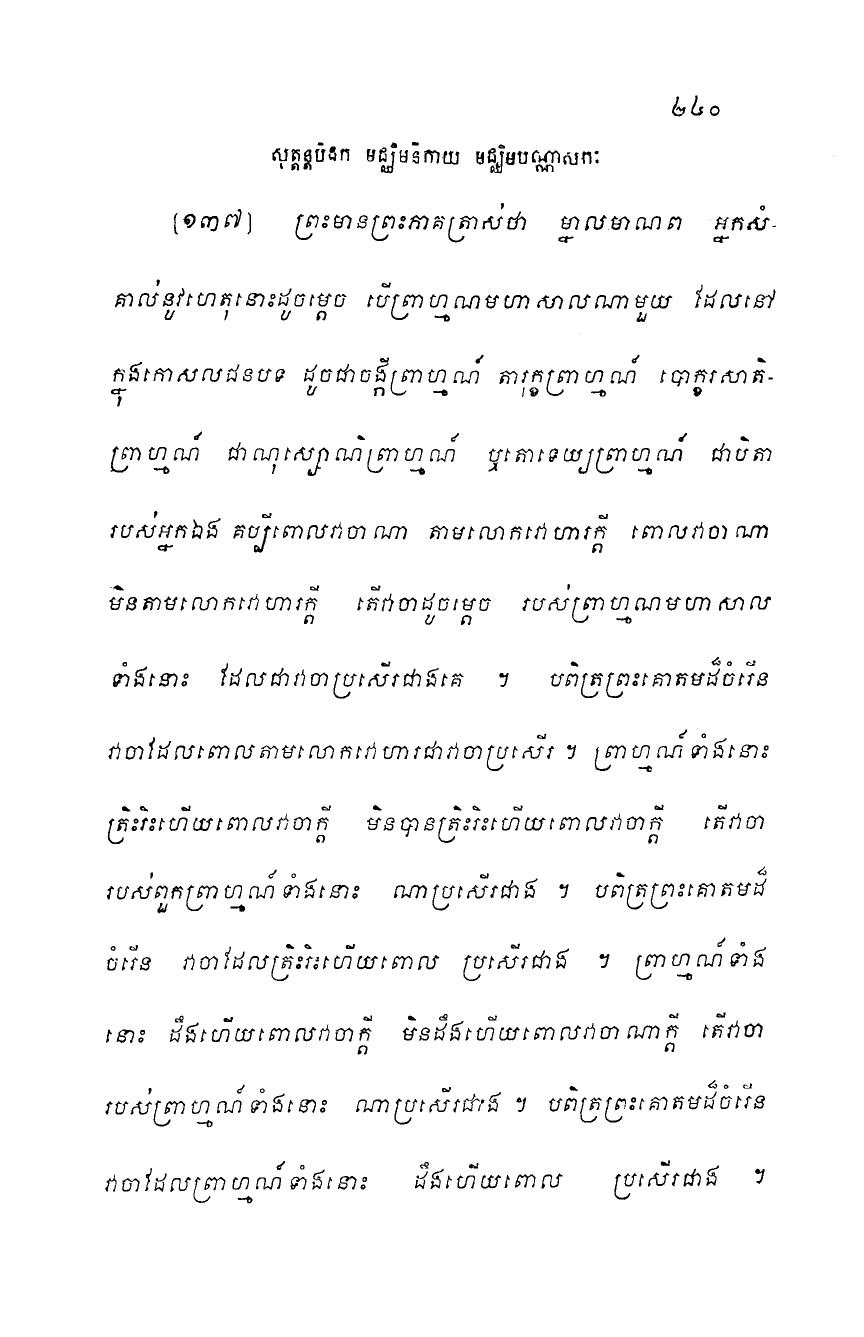 ២៤០
សុត្តន្តបិដក មជ្ឈិមនិកាយ មជ្ឈិមបណ្ណាសកៈ
[១៣៧] ព្រះមានព្រះភាគត្រាស់ថា ម្នាលមាណព អ្នកសំ-
គាល់នូវហេតុនោះដូចម្តេច បើព្រាហ្មណមហាសាលណាមួយ ដែលនៅ
ក្នុងកោសលជនបទ ដូចជាចង្គីព្រាហ្មណ៍ តារុក្ខព្រាហ្មណ៍ បោក្ខរសាតិ-
ព្រាហ្មណ៍ ជាណុស្សោណិព្រាហ្មណ៍ ឬតោទេយ្យព្រាហ្មណ៍ ជាបិតា
របស់អ្នកឯង គប្បីពោលវាចាណា តាមលោកវោហារក្តី ពោលវាចាណា
មិនតាមលោកវោហារក្តី តើវាចាដូចម្តេច របស់ព្រាហ្មណមហាសាល
ទាំងនោះ ដែលជាវាចាប្រសើរជាងគេ ។ បពិត្រព្រះគោតមដ៏ចំរើន
វាចាដែលពោលតាមលោកវោហារជាវាចាប្រសើរ ។ ព្រាហ្មណ៍ទាំងនោះ
ត្រិះរិះហើយពោលវាចាក្តី មិនបានត្រិះរិះហើយពោលវាចាក្តី តើវាចា
របស់ពួកព្រាហ្មណ៍ទាំងនោះ ណាប្រសើរជាង ។ បពិត្រព្រះគោតមដ៏
ចំរើន វាចាដែលត្រិះរិះហើយពោល ប្រសើរជាង ។ ព្រាហ្មណ៍ទាំង
នោះ ដឹងហើយពោលវាចាក្តី មិនដឹងហើយពោលវាចាណាក្តី តើវាចា
របស់ព្រាហ្មណ៍ទាំងនោះ ណាប្រសើរជាង ។ បពិត្រព្រះគោតមដ៏ចំរើន
វាចាដែលព្រាហ្មណ៍ទាំងនោះ ដឹងហើយពោល ប្រសើរជាង ។